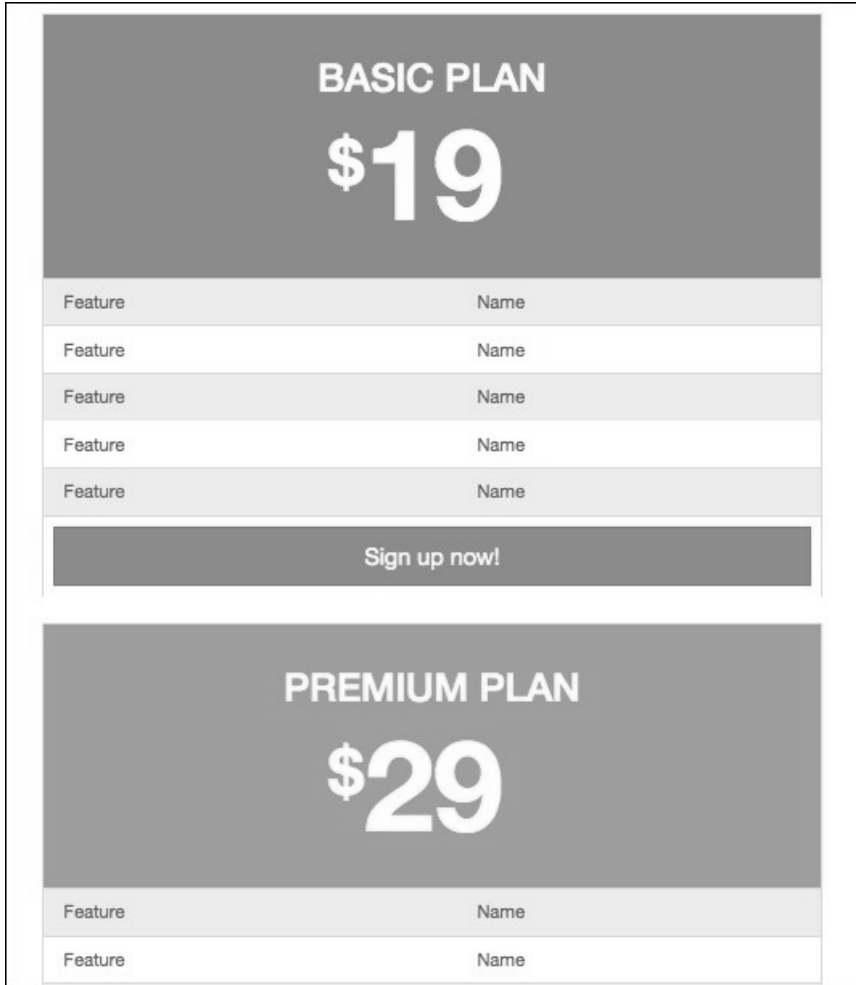 BASIC PLAN
$19
Feature Name
Feature Name
Feature Name
Feature Name
Feature Name
Sign up now!
PREMIUM PLAN
$29
Feature Name
Feature Name